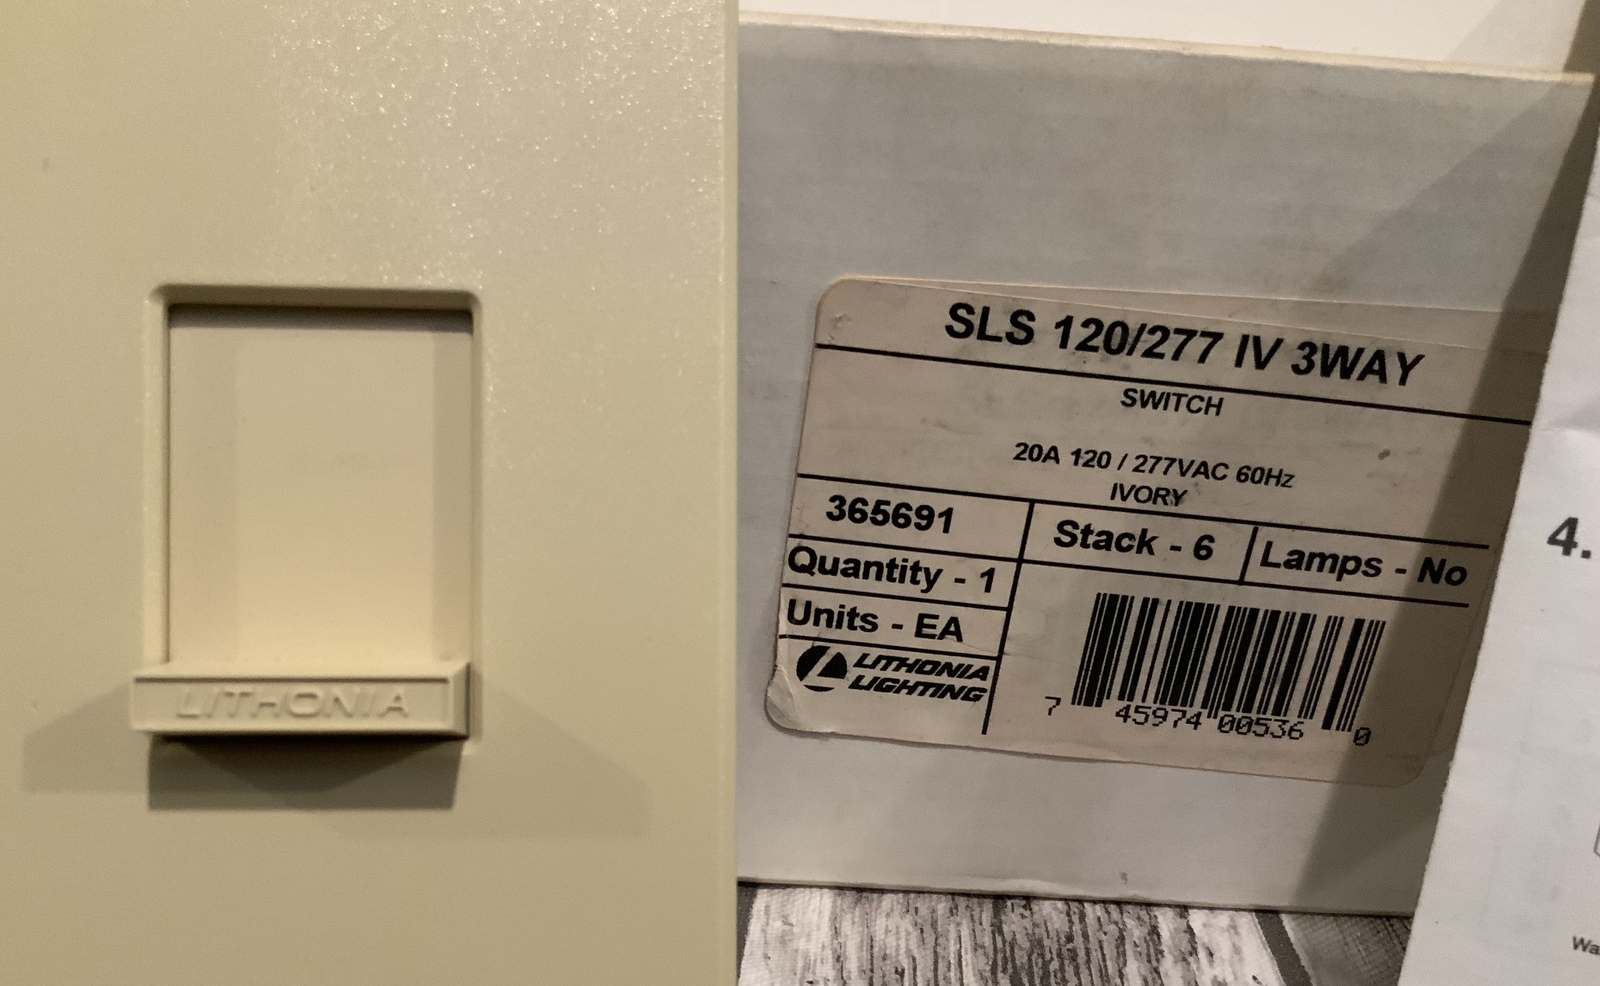 LITHONIA
SLS 120/277 IV 3WAY
SWITCH
20A 120 / 277VAC 60Hz
IVORY
365691
Stack - 6
Lamps - No
Quantity - 1
Units - EA
LITHONIA
LIGHTING
7 45974 00536 0
4.